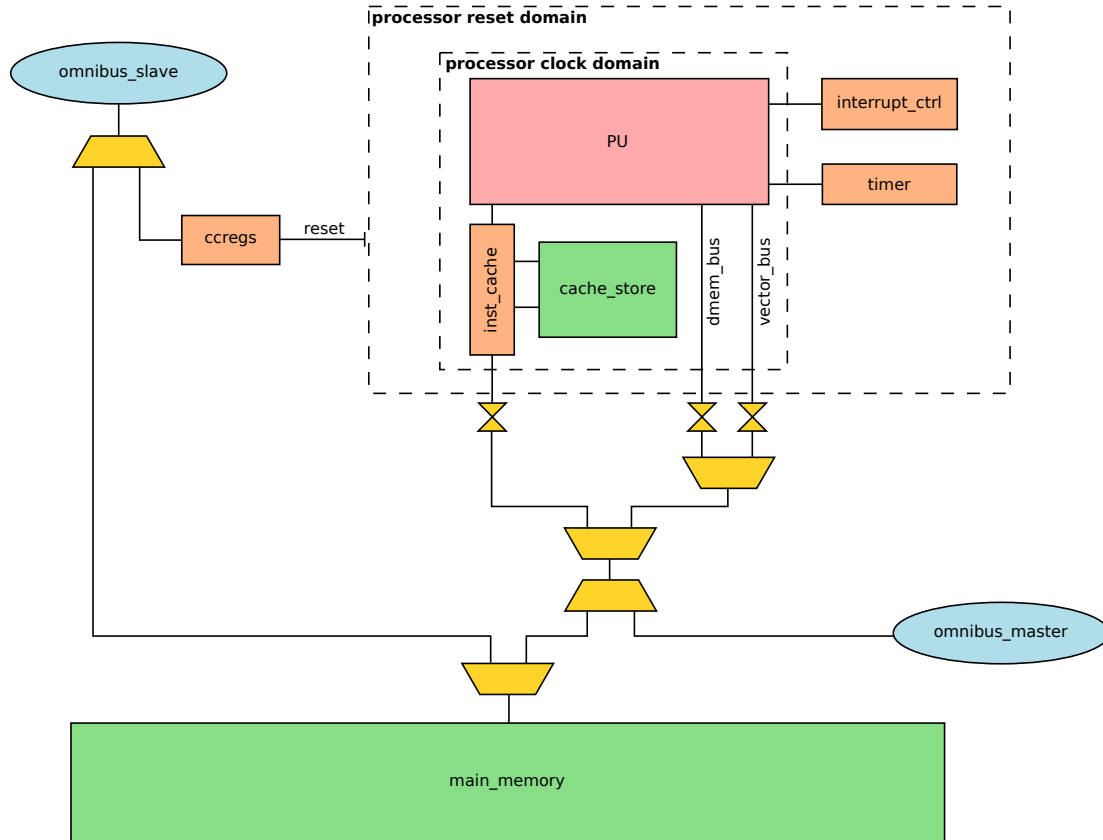 processor reset domain
omnibus_slave
processor clock domain
PU
interrupt_ctrl
timer
ccregs
reset
inst_cache
cache_store
dmem_bus
vector_bus
omnibus_master
main_memory